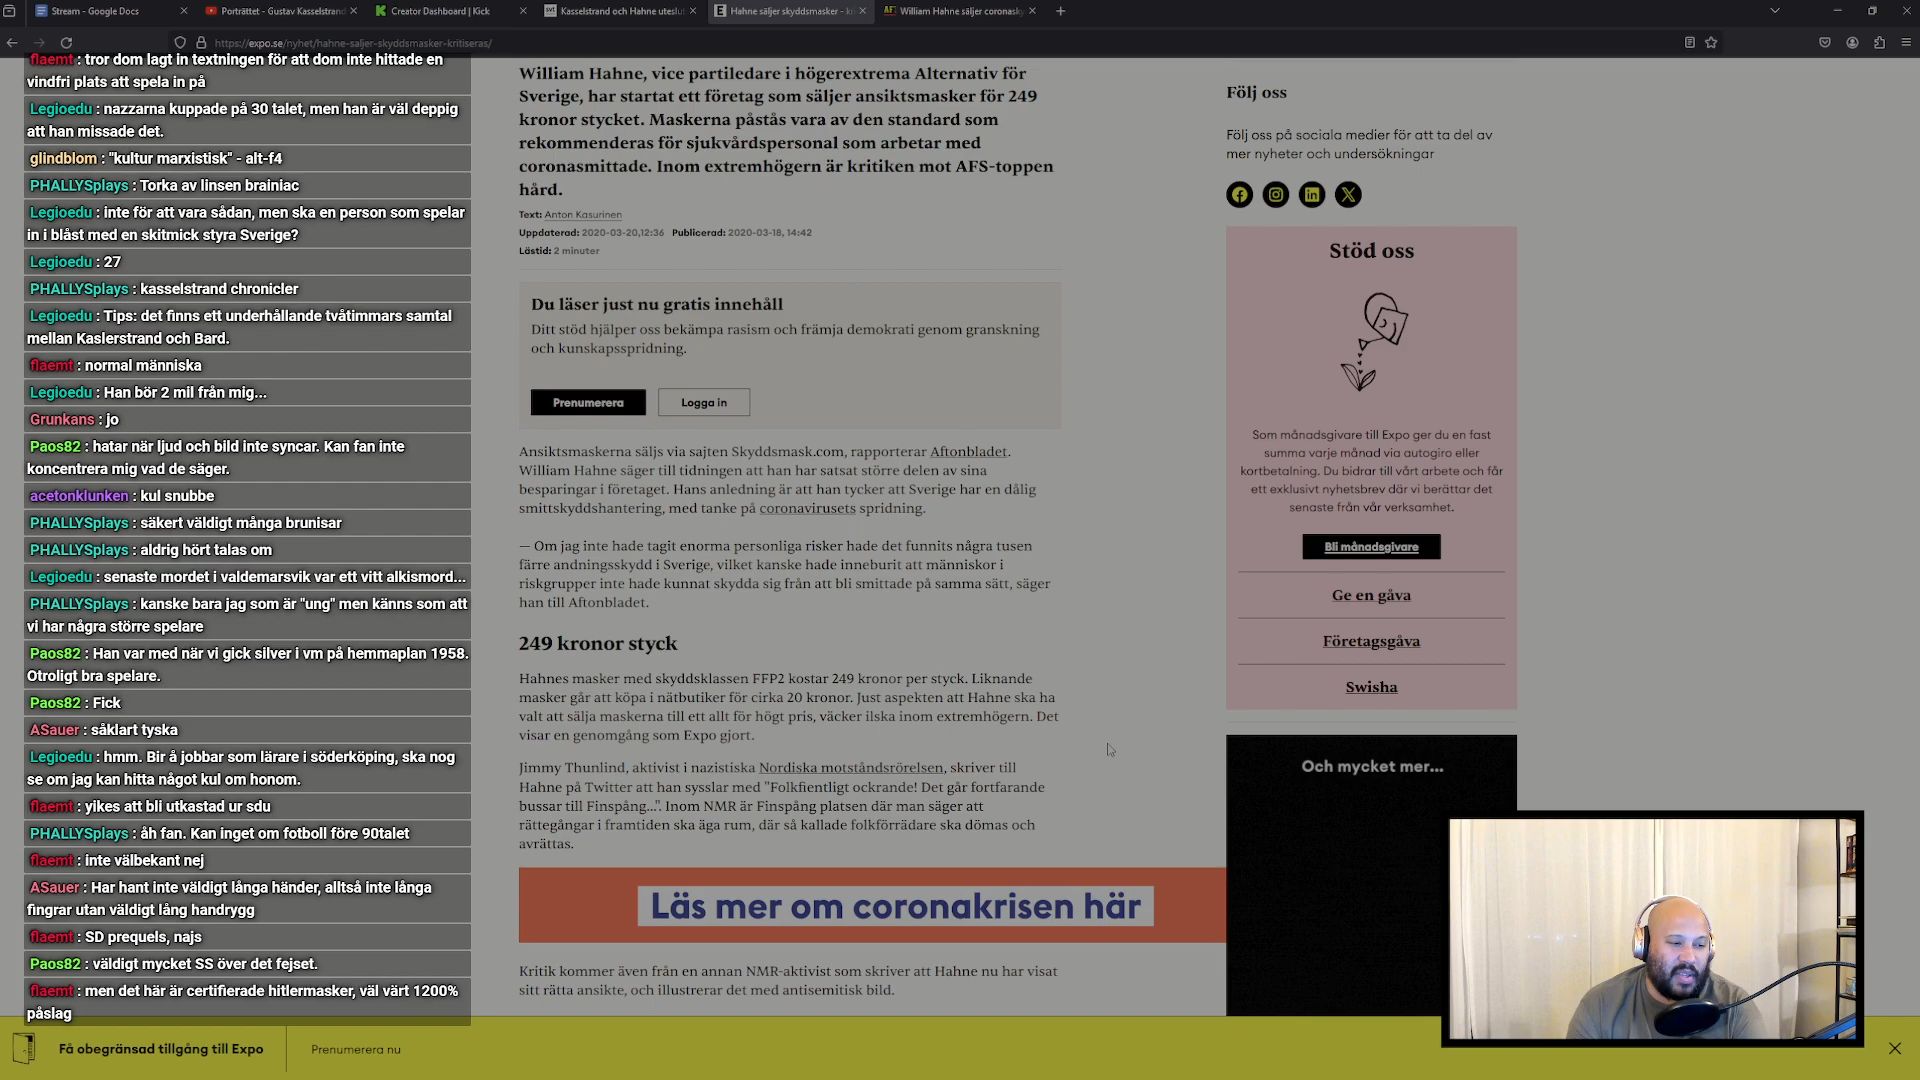 Stream - Google Docs
Porträttet - Gustav Kasselstrand
Creator Dashboard | Kick
Kasselstrand och Hahne uteslut
Hahne säljer skyddsmasker - kr
William Hahne säljer coronask
https://expo.se/nyhet/hahne-saljer-skyddsmasker-kritiseras/
flaemt : tror dom lagt in textningen för att dom inte hittade en
vindfri plats att spela in på
Legioedu : nazzarna kuppade på 30 talet, men han är väl deppig
att han missade det.
glindblom : "kultur marxistisk" - alt-f4
PHALLYSplays : Torka av linsen brainiac
Legioedu : inte för att vara sådan, men ska en person som spelar
in i blåst med en skitmick styra Sverige?
Legioedu : 27
PHALLYSplays : kasselstrand chronicler
Legioedu : Tips: det finns ett underhållande tvåtimmars samtal
mellan Kaslerstrand och Bard.
flaemt : normal människa
Legioedu : Han bör 2 mil från mig...
Grunkans : jo
Paos82 : hatar när ljud och bild inte syncar. Kan fan inte
koncentrera mig vad de säger.
acetonklunken : kul snubbe
PHALLYSplays : säkert väldigt många brunisar
PHALLYSplays : aldrig hört talas om
Legioedu : senaste mordet i valdemarsvik var ett vitt alkismord...
PHALLYSplays : kanske bara jag som är "ung" men känns som att
vi har några större spelare
Paos82 : Han var med när vi gick silver i vm på hemmaplan 1958.
Otroligt bra spelare.
Paos82 : Fick
ASauer : såklart tyska
Legioedu : hmm. Bir å jobbar som lärare i söderköping, ska nog
se om jag kan hitta något kul om honom.
flaemt : yikes att bli utkastad ur sdu
PHALLYSplays : åh fan. Kan inget om fotboll före 90talet
flaemt : inte välbekant nej
ASauer : Har hant inte väldigt långa händer, alltså inte långa
fingrar utan väldigt lång handrygg
flaemt : SD prequels, najs
Paos82 : väldigt mycket SS över det fejset.
flaemt : men det här är certifierade hitlermasker, väl värt 1200%
påslag
William Hahne, vice partiledare i högerextrema Alternativ för
Sverige, har startat ett företag som säljer ansiktsmasker för 249
kronor stycket. Maskerna påstås vara av den standard som
rekommenderas för sjukvårdspersonal som arbetar med
coronasmittade. Inom extremhögern är kritiken mot AFS-toppen
hård.
Text: Anton Kasurinen
Uppdaterad: 2020-03-20,12:36 Publicerad: 2020-03-18, 14:42
Lästid: 2 minuter
Du läser just nu gratis innehåll
Ditt stöd hjälper oss bekämpa rasism och främja demokrati genom granskning
och kunskapsspridning.
Prenumerera
Logga in
Ansiktsmaskerna säljs via sajten Skyddsmask.com, rapporterar Aftonbladet.
William Hahne säger till tidningen att han har satsat större delen av sina
besparingar i företaget. Hans anledning är att han tycker att Sverige har en dålig
smittskyddshantering, med tanke på coronavirusets spridning.
— Om jag inte hade tagit enorma personliga risker hade det funnits några tusen
färre andningsskydd i Sverige, vilket kanske hade inneburit att människor i
riskgrupper inte hade kunnat skydda sig från att bli smittade på samma sätt, säger
han till Aftonbladet.
249 kronor styck
Hahnes masker med skyddsklassen FFP2 kostar 249 kronor per styck. Liknande
masker går att köpa i nätbutiker för cirka 20 kronor. Just aspekten att Hahne ska ha
valt att sälja maskerna till ett allt för högt pris, väcker ilska inom extremhögern. Det
visar en genomgång som Expo gjort.
Jimmy Thunlind, aktivist i nazistiska Nordiska motståndsrörelsen, skriver till
Hahne på Twitter att han sysslar med "Folkfientligt ockrande! Det går fortfarande
bussar till Finspång...". Inom NMR är Finspång platsen där man säger att
rättegångar i framtiden ska äga rum, där så kallade folkförrädare ska dömas och
avrättas.
Läs mer om coronakrisen här
Kritik kommer även från en annan NMR-aktivist som skriver att Hahne nu har visat
sitt rätta ansikte, och illustrerar det med antisemitisk bild.
Följ oss
Följ oss på sociala medier för att ta del av
mer nyheter och undersökningar
Stöd oss
Som månadsgivare till Expo ger du en fast
summa varje månad via autogiro eller
kortbetalning. Du bidrar till vårt arbete och får
ett exklusivt nyhetsbrev där vi berättar det
senaste från vår verksamhet.
Bli månadsgivare
Ge en gåva
Företagsgåva
Swisha
Och mycket mer...
Få obegränsad tillgång till Expo
Prenumerera nu